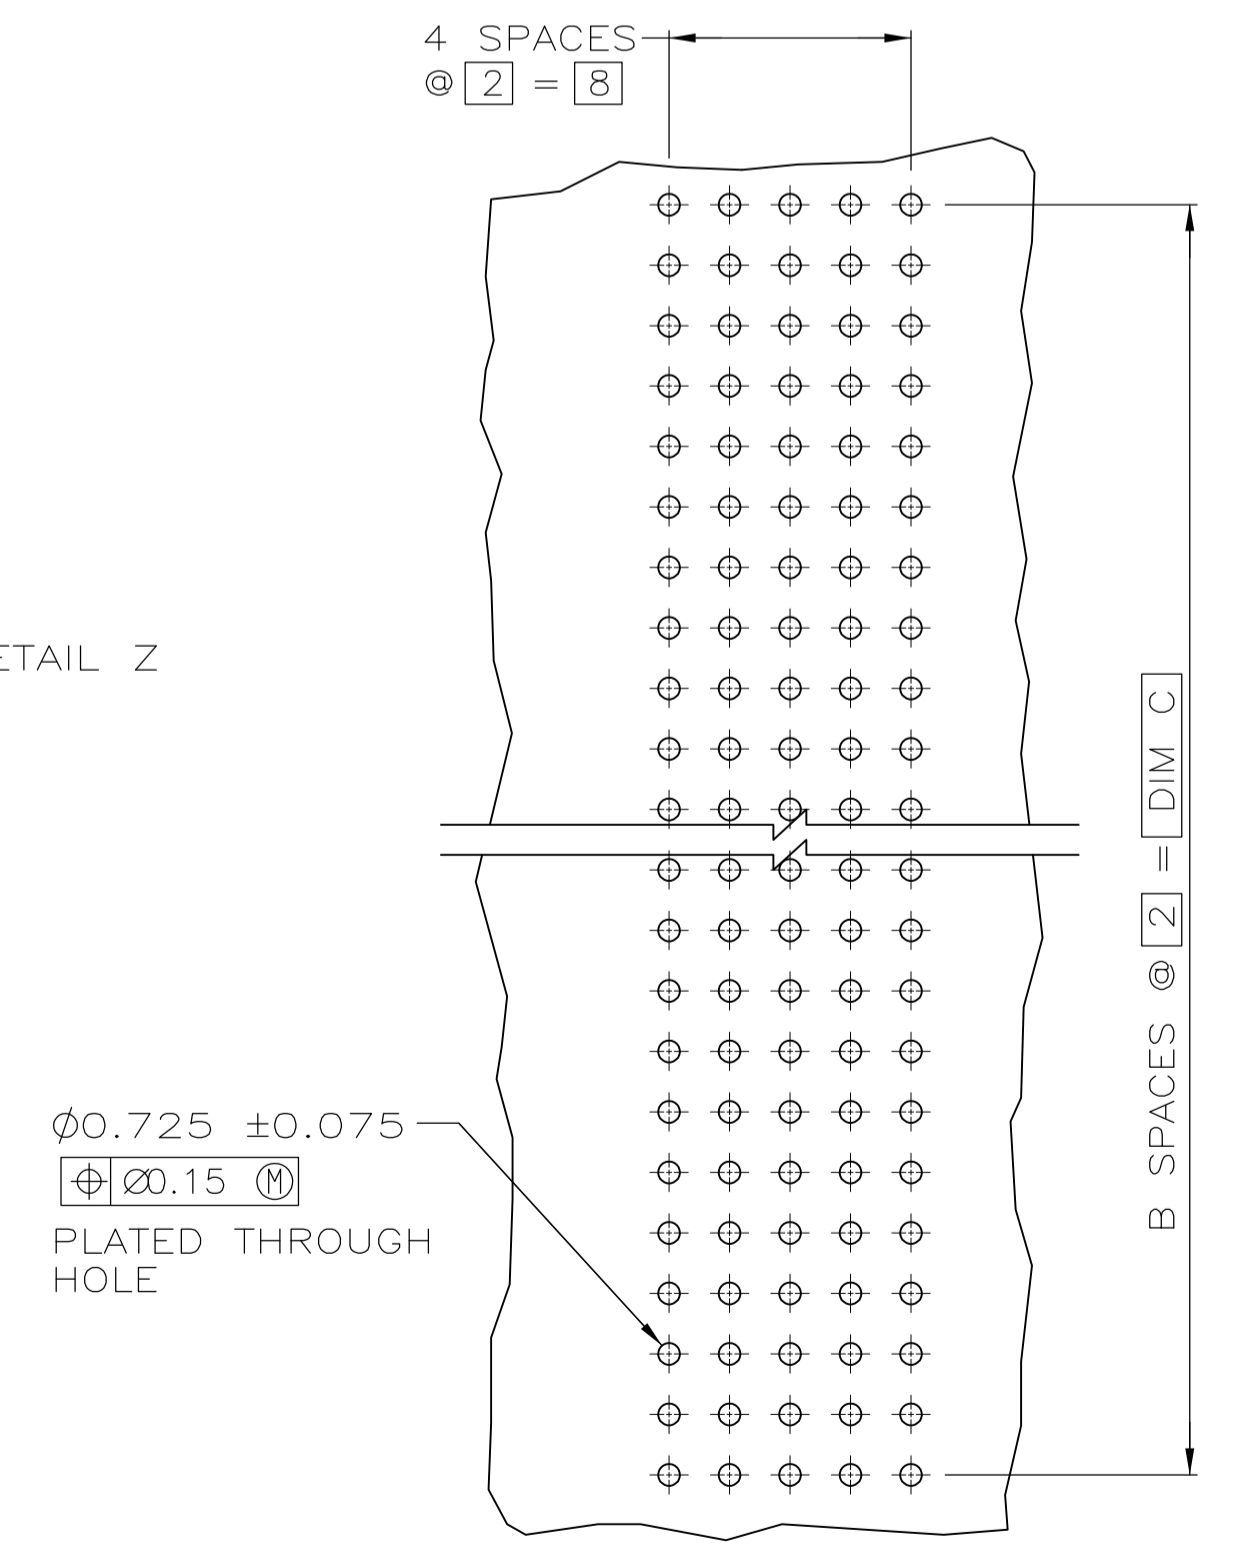 4 SPACES
@ 2 = 8
ETAIL Z
B SPACES @ 2 = DIM C
Ø0.725 ±0.075
⌖ Ø0.15 Ⓜ
PLATED THROUGH
HOLE